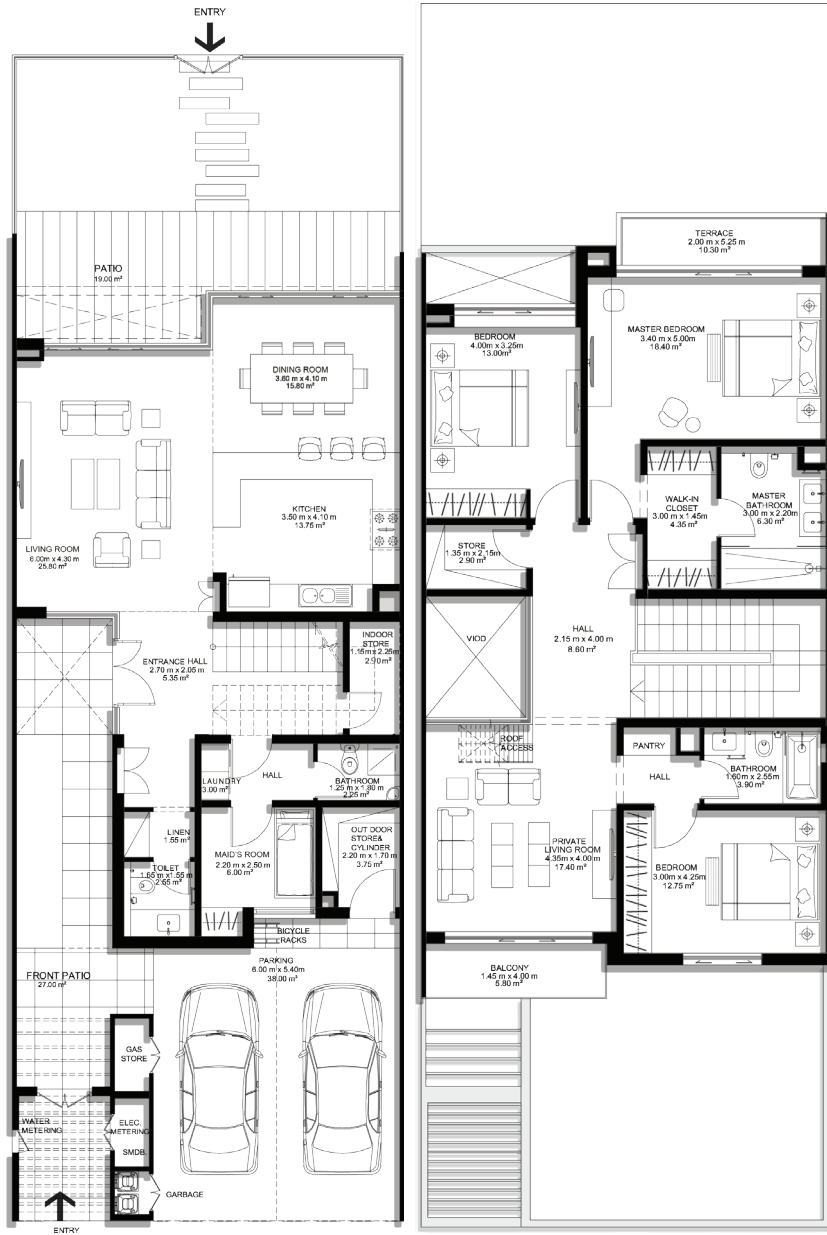 ENTRY
PATIO
19.00 m²
DINING ROOM
3.80 m x 4.10 m
15.80 m²
KITCHEN
3.50 m x 4.10 m
13.75 m²
LIVING ROOM
6.00m x 4.30 m
25.80 m²
ENTRANCE HALL
2.70 m x 2.05 m
5.35 m²
INDOOR
STORE
1.15m x 2.25m
2.90 m²
LAUNDRY
3.00 m²
HALL
BATHROOM
1.25 m x 1.80 m
2.25 m²
LINEN
1.55 m²
MAID'S ROOM
2.20 m x 2.50 m
6.00 m²
OUT DOOR
STORE&
CYLINDER
2.20 m x 1.70 m
3.75 m²
TOILET
1.65 m x1.55 m
2.55 m²
BICYCLE
RACKS
PARKING
6.00 m x 5.40m
38.00 m²
FRONT PATIO
27.00 m²
GAS
STORE
WATER
METERING
ELEC.
METERING
SMDB.
GARBAGE
ENTRY
TERRACE
2.00 m x 5.25 m
10.30 m²
BEDROOM
4.00m x 3.25m
13.00m²
MASTER BEDROOM
3.40 m x 5.00m
18.40 m²
WALK-IN
CLOSET
3.00 m x 1.45m
4.35 m²
MASTER
BATHROOM
3.00 m x 2.20m
6.30 m²
STORE
1.35 m x 2.15m
2.90 m²
VIOD
HALL
2.15 m x 4.00 m
8.60 m²
ROOF
ACCESS
PANTRY
HALL
BATHROOM
1.60m x 2.55m
3.90 m²
PRIVATE
LIVING ROOM
4.35m x 4.00 m
17.40 m²
BEDROOM
3.00m x 4.25m
12.75 m²
BALCONY
1.45 m x 4.00 m
5.80 m²